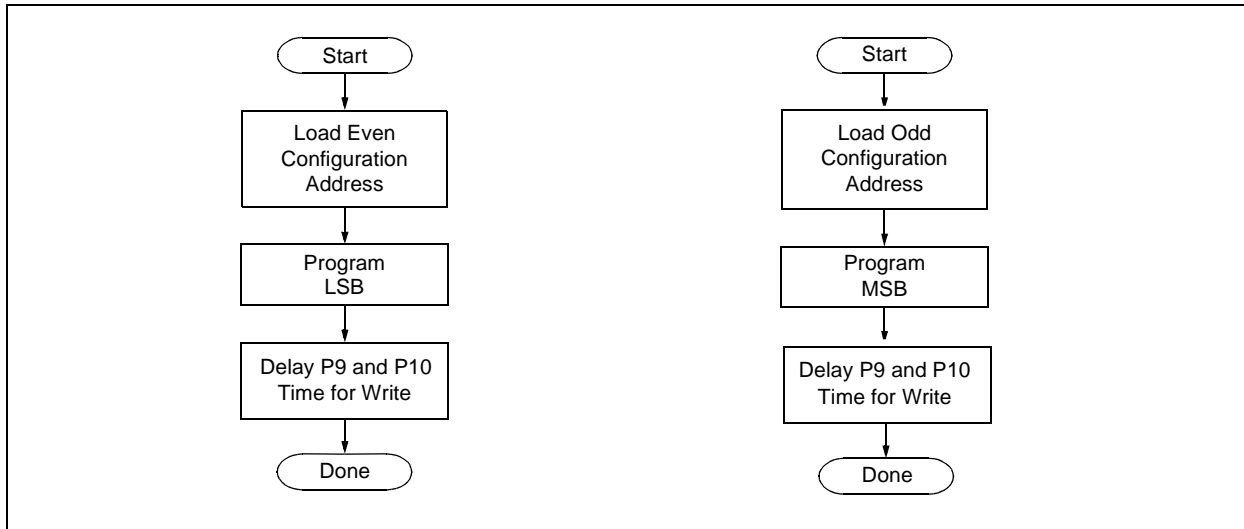 Start
Load Even
Configuration
Address
Program
LSB
Delay P9 and P10
Time for Write
Done
Start
Load Odd
Configuration
Address
Program
MSB
Delay P9 and P10
Time for Write
Done